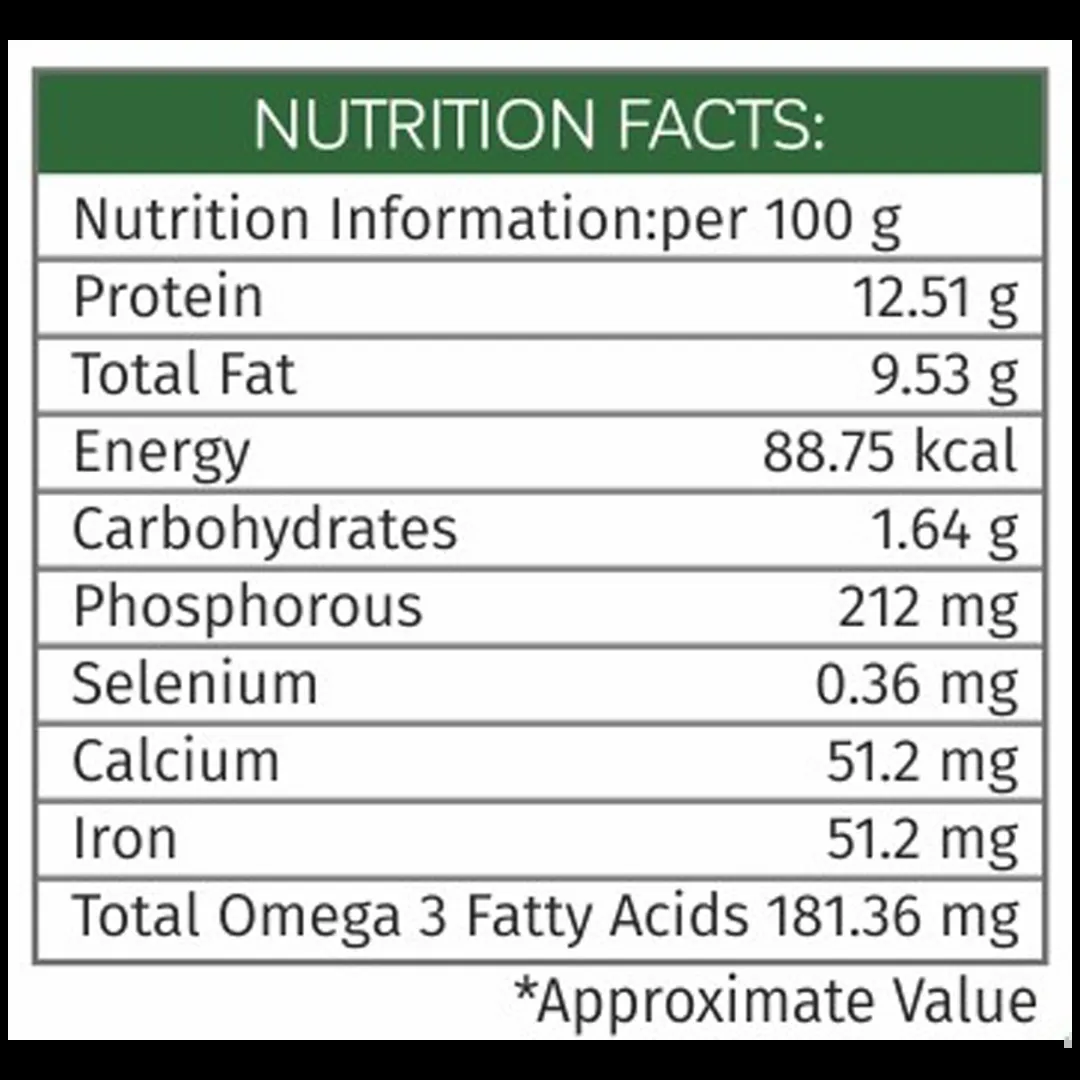 NUTRITION FACTS:
Nutrition Information:per 100 g
Protein 12.51 g
Total Fat 9.53 g
Energy 88.75 kcal
Carbohydrates 1.64 g
Phosphorous 212 mg
Selenium 0.36 mg
Calcium 51.2 mg
Iron 51.2 mg
Total Omega 3 Fatty Acids 181.36 mg
*Approximate Value